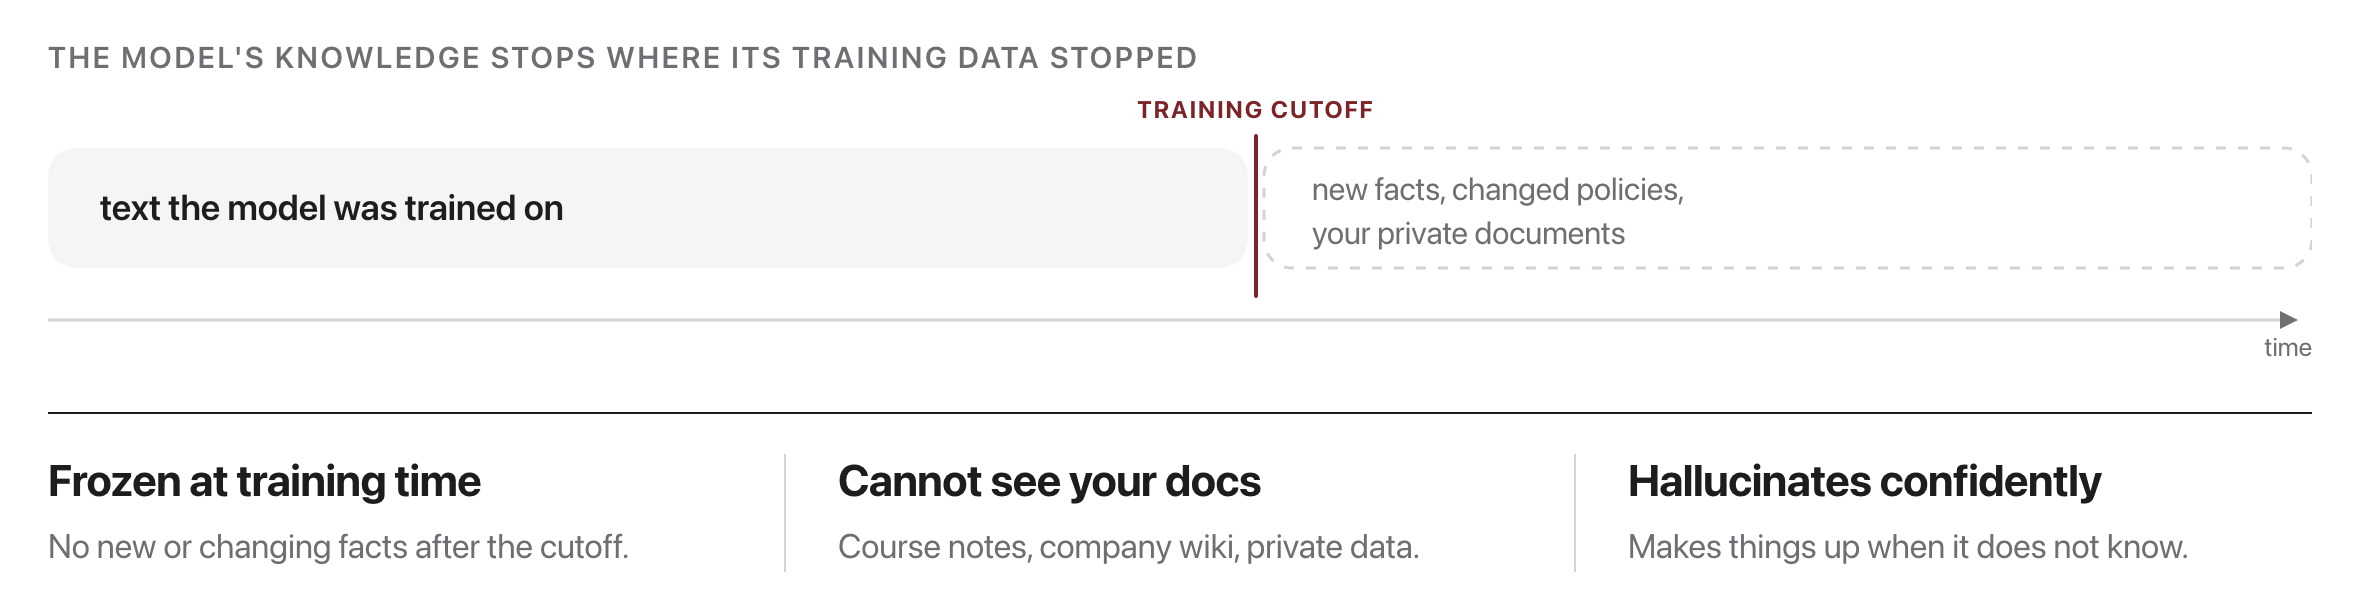 THE MODEL'S KNOWLEDGE STOPS WHERE ITS TRAINING DATA STOPPED
TRAINING CUTOFF
text the model was trained on
new facts, changed policies,
your private documents
time
Frozen at training time
No new or changing facts after the cutoff.
Cannot see your docs
Course notes, company wiki, private data.
Hallucinates confidently
Makes things up when it does not know.